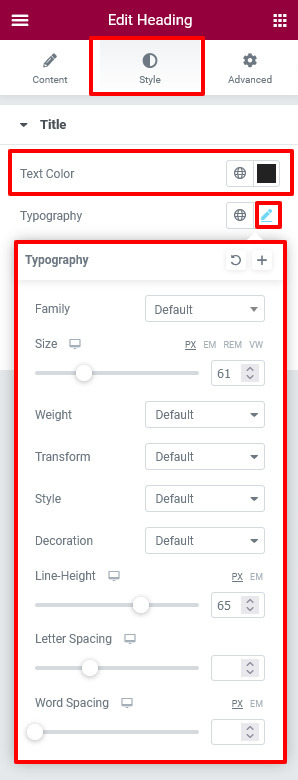 Edit Heading
Content Style Advanced
Title
Text Color
Typography
Typography
Family Default
Size PX EM REM VW
61
Weight Default
Transform Default
Style Default
Decoration Default
Line-Height PX EM
65
Letter Spacing
Word Spacing PX EM